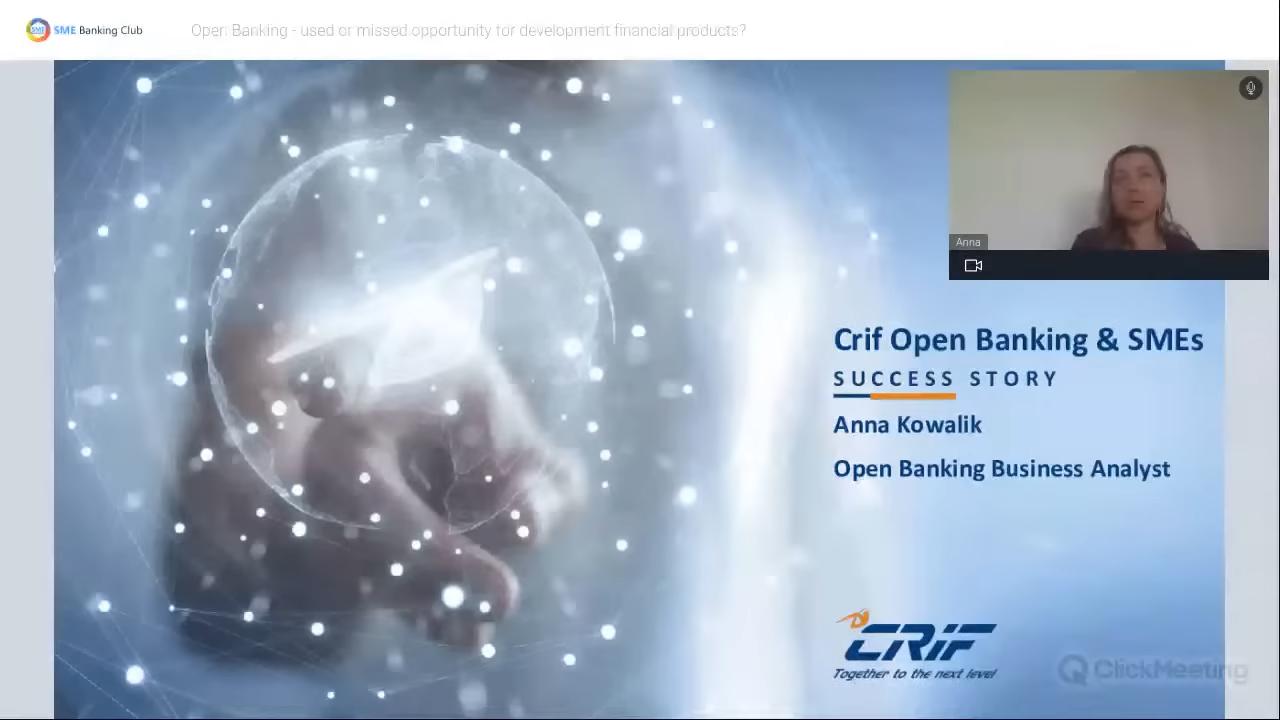 SME
SME Banking Club
Open Banking - used or missed opportunity for development financial products?
Anna
Crif Open Banking & SMEs
SUCCESS STORY
Anna Kowalik
Open Banking Business Analyst
CRIF
Together to the next level
ClickMeeting